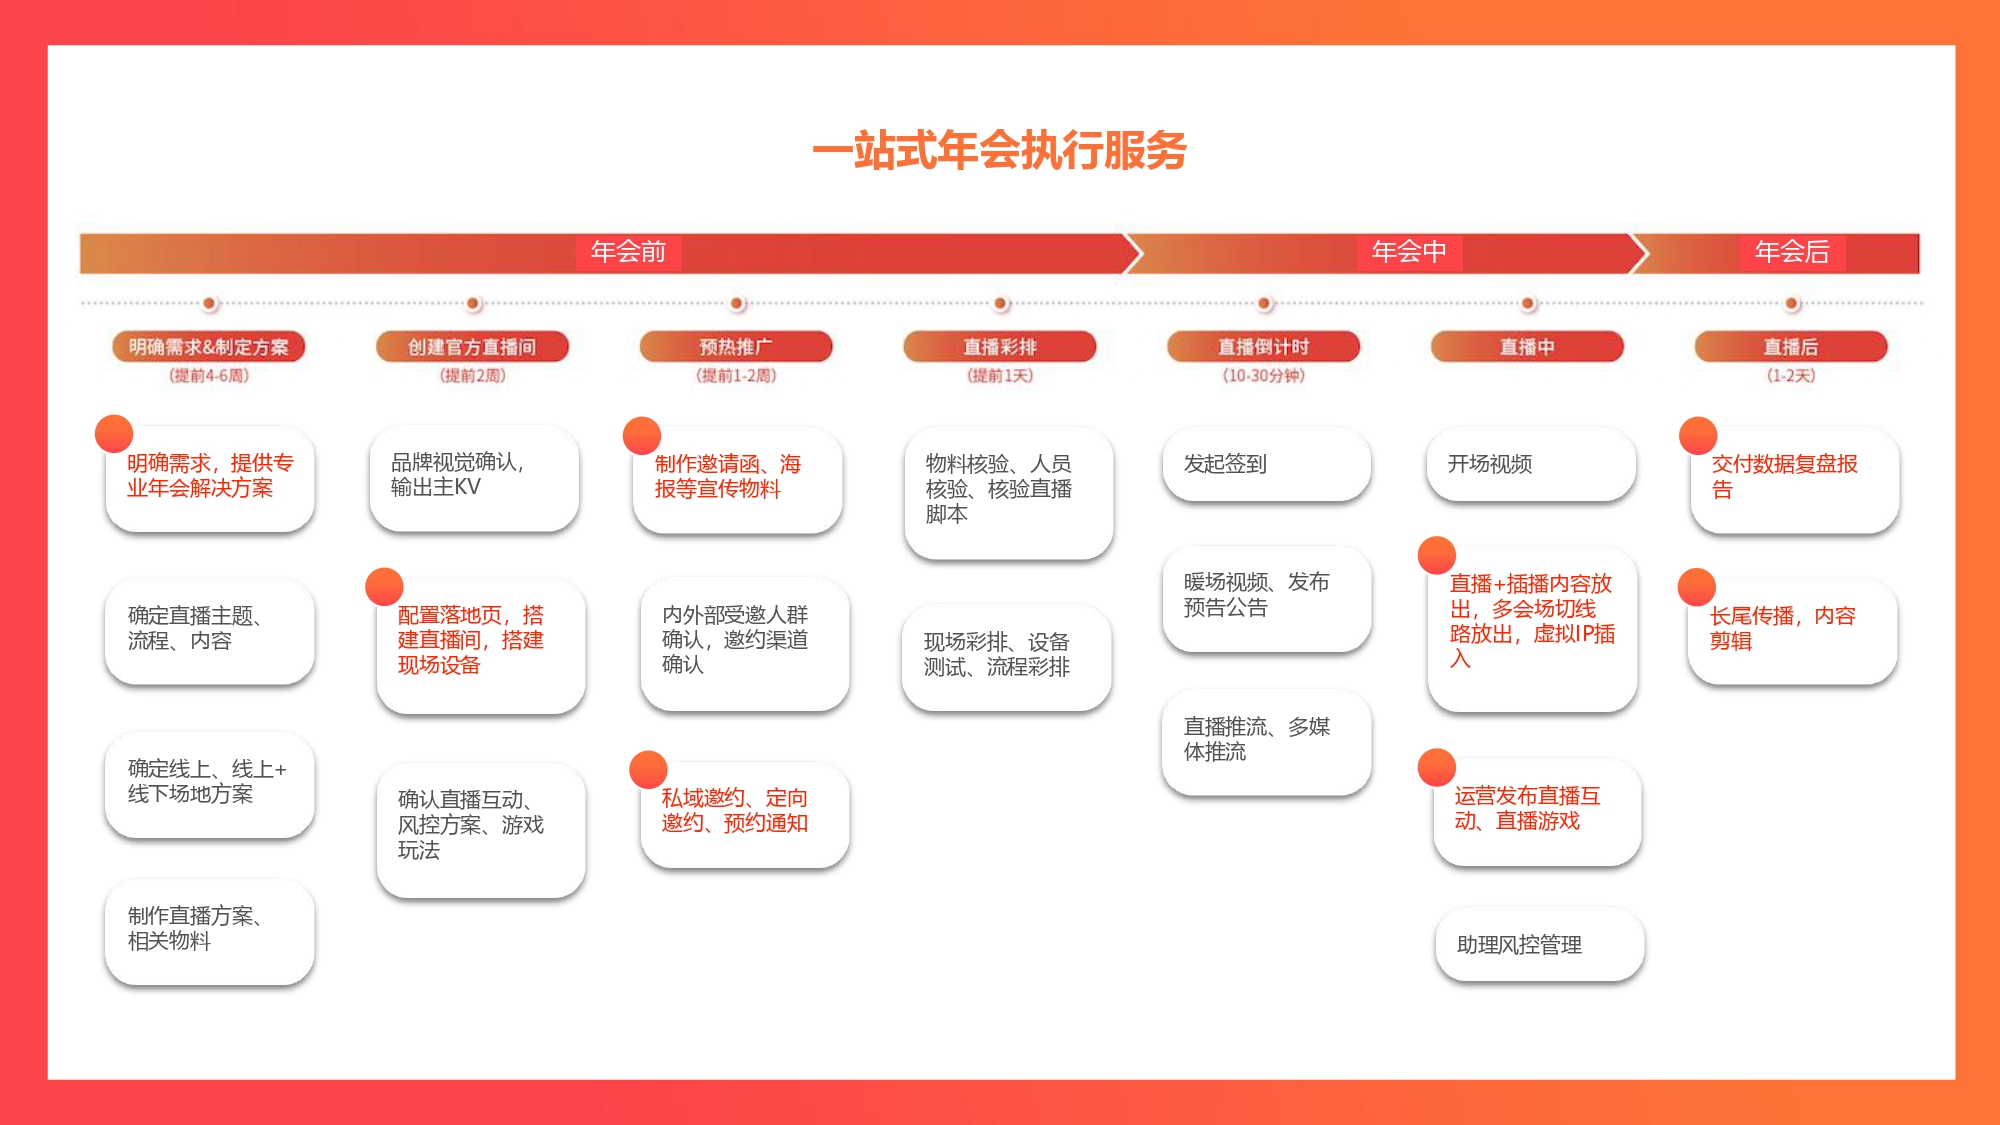 一站式年会执行服务
年会前
年会中
年会后
明确需求&制定方案
(提前4-6周)
创建官方直播间
(提前2周)
预热推广
(提前1-2周)
直播彩排
(提前1天)
直播倒计时
(10-30分钟)
直播中
直播后
(1-2天)
明确需求，提供专
业年会解决方案
确定直播主题、
流程、内容
确定线上、线上+
线下场地方案
制作直播方案、
相关物料
品牌视觉确认，
输出主KV
配置落地页，搭
建直播间，搭建
现场设备
确认直播互动、
风控方案、游戏
玩法
制作邀请函、海
报等宣传物料
内外部受邀人群
确认，邀约渠道
确认
私域邀约、定向
邀约、预约通知
物料核验、人员
核验、核验直播
脚本
现场彩排、设备
测试、流程彩排
发起签到
暖场视频、发布
预告公告
直播推流、多媒
体推流
开场视频
直播+插播内容放
出，多会场切线
路放出，虚拟IP插
入
运营发布直播互
动、直播游戏
助理风控管理
交付数据复盘报
告
长尾传播，内容
剪辑